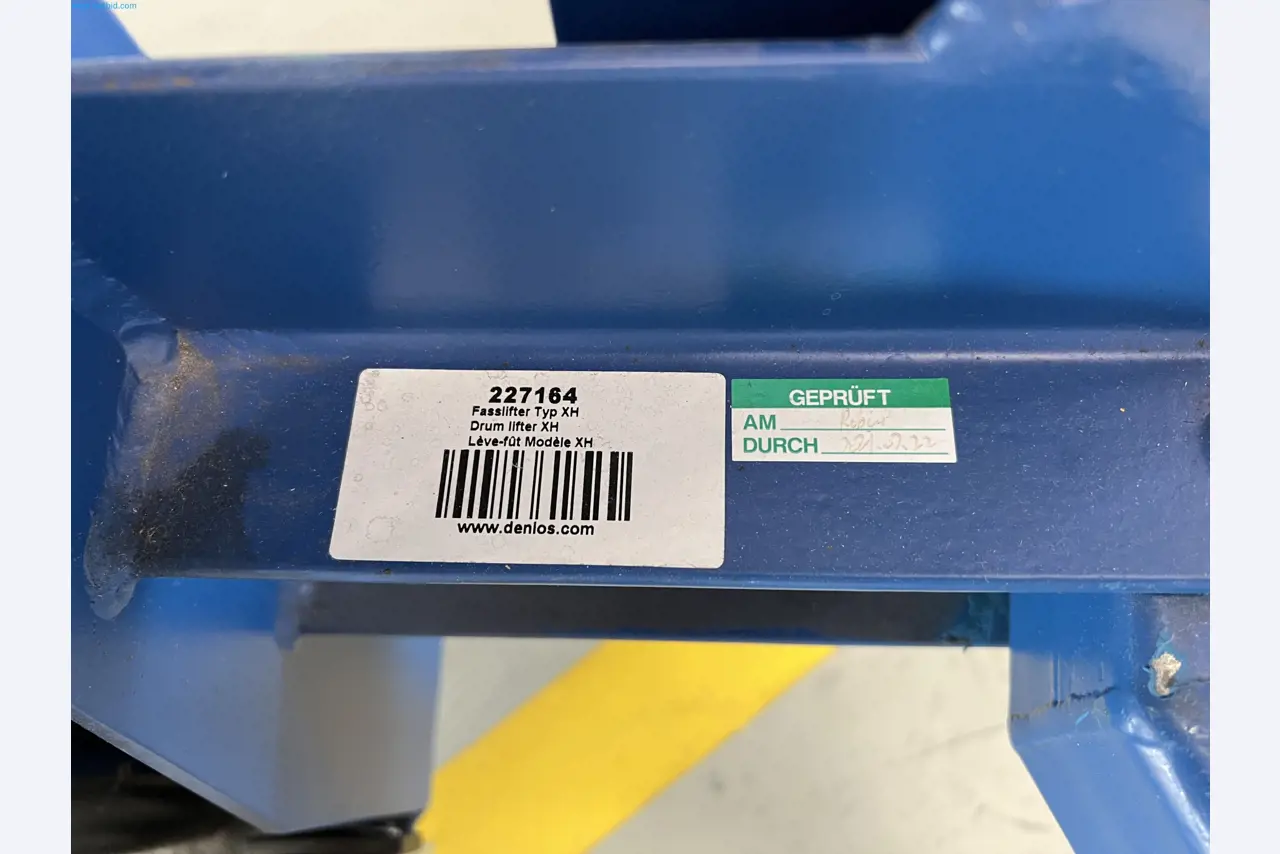 227164
Fasslifter Typ XH
Drum lifter XH
Lève-fût Modèle XH
www.denios.com
GEPRÜFT
AM
DURCH